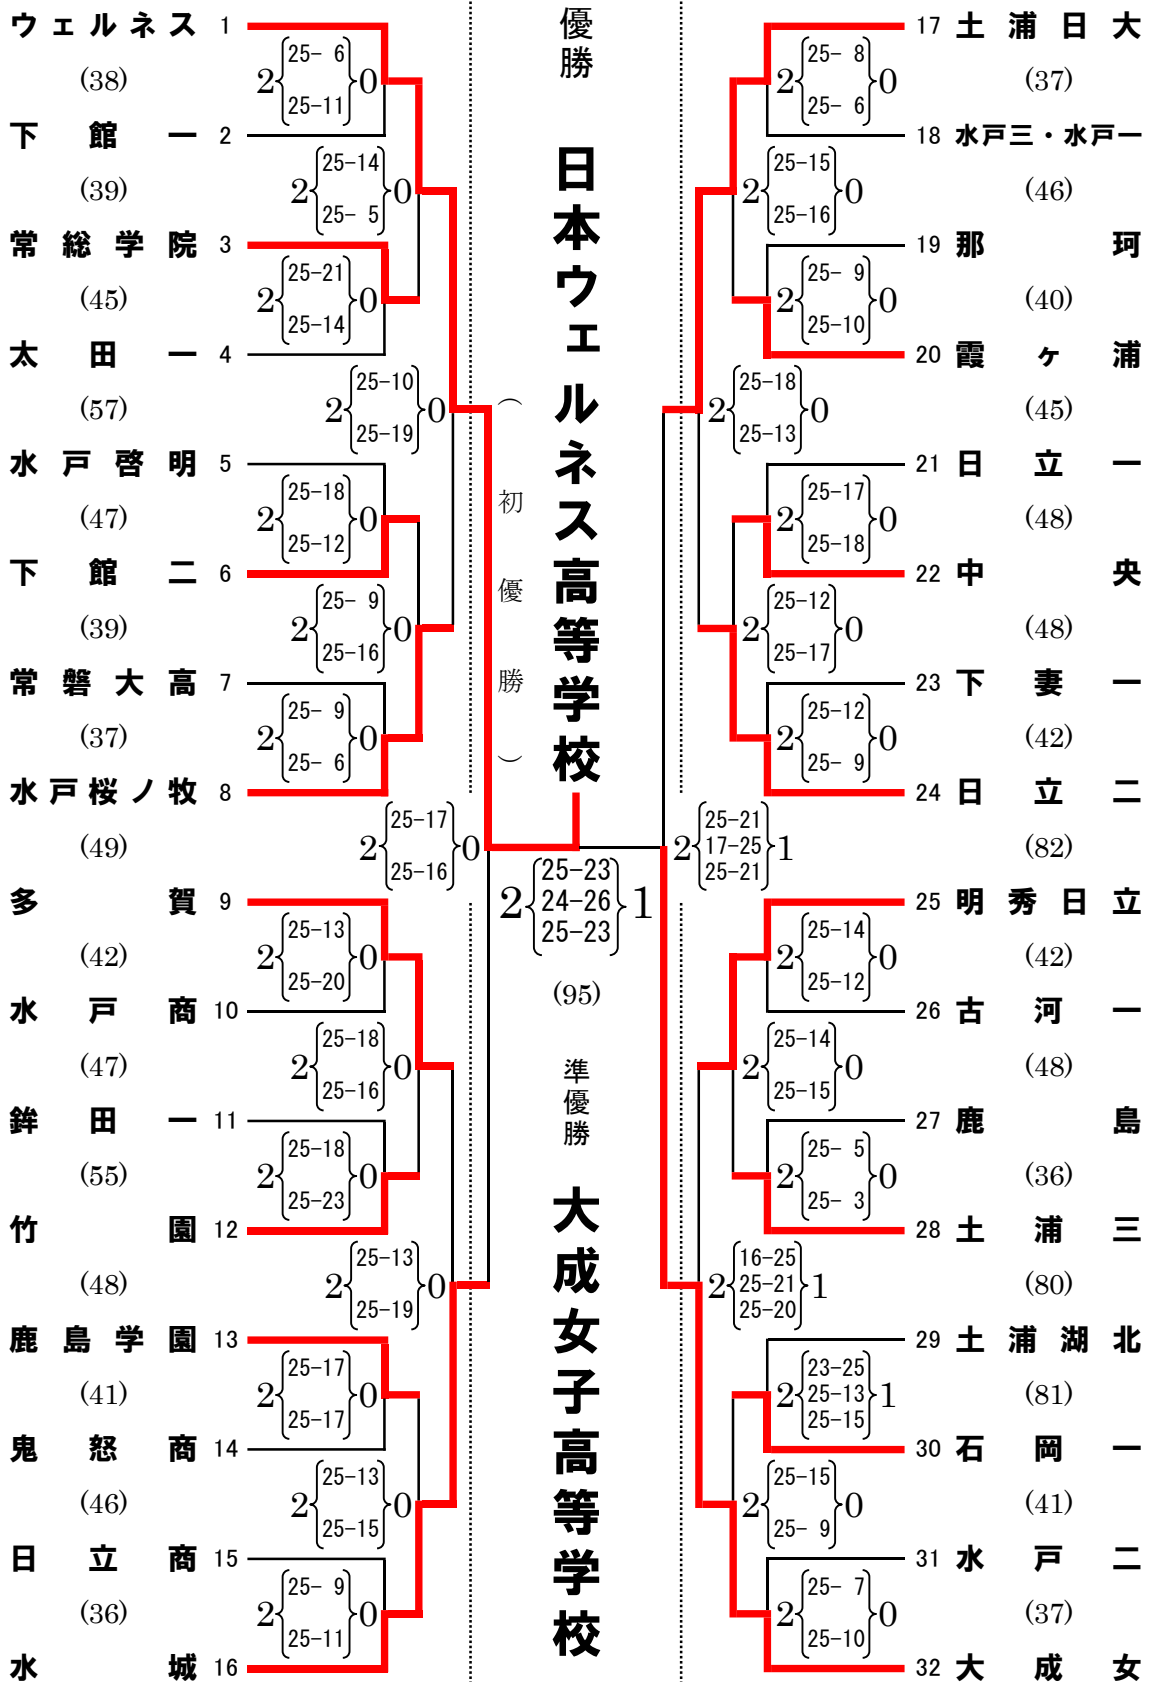 ウェルネス 1
2 25- 6 0
(38)
25-11
下館一 2
2 25-14 0
(39)
25- 5
常総学院 3
2 25-21 0
(45)
25-14
太田一 4
2 25-10 0
(57)
25-19
水戸啓明 5
2 25-18 0
(47)
25-12
下館二 6
2 25- 9 0
(39)
25-16
常磐大高 7
2 25- 9 0
(37)
25- 6
水戸桜ノ牧 8
2 25-17 0
(49)
25-16
多賀 9
2 25-13 0
(42)
25-20
水戸商 10
2 25-18 0
(47)
25-16
鉾田一 11
2 25-18 0
(55)
25-23
竹園 12
2 25-13 0
(48)
25-19
鹿島学園 13
2 25-17 0
(41)
25-17
鬼怒商 14
2 25-13 0
(46)
25-15
日立商 15
2 25- 9 0
(36)
25-11
水城 16
優勝
日本ウェルネス高等学校
(初優勝)
2 25-23 1
24-26
25-23
(95)
準優勝
大成女子高等学校
17 土浦日大
2 25- 8 0
(37)
25- 6
18 水戸三・水戸一
2 25-15 0
(46)
25-16
19 那珂
2 25- 9 0
(40)
25-10
20 霞ヶ浦
2 25-18 0
(45)
25-13
21 日立一
2 25-17 0
(48)
25-18
22 中央
2 25-12 0
(48)
25-17
23 下妻一
2 25-12 0
(42)
25- 9
24 日立二
2 25-21 1
17-25
(82)
25-21
25 明秀日立
2 25-14 0
(42)
25-12
26 古河一
2 25-14 0
(48)
25-15
27 鹿島
2 25- 5 0
(36)
25- 3
28 土浦三
2 16-25 1
25-21
(80)
25-20
29 土浦湖北
2 23-25 1
25-13
(81)
25-15
30 石岡一
2 25-15 0
(41)
25- 9
31 水戸二
2 25- 7 0
(37)
25-10
32 大成女